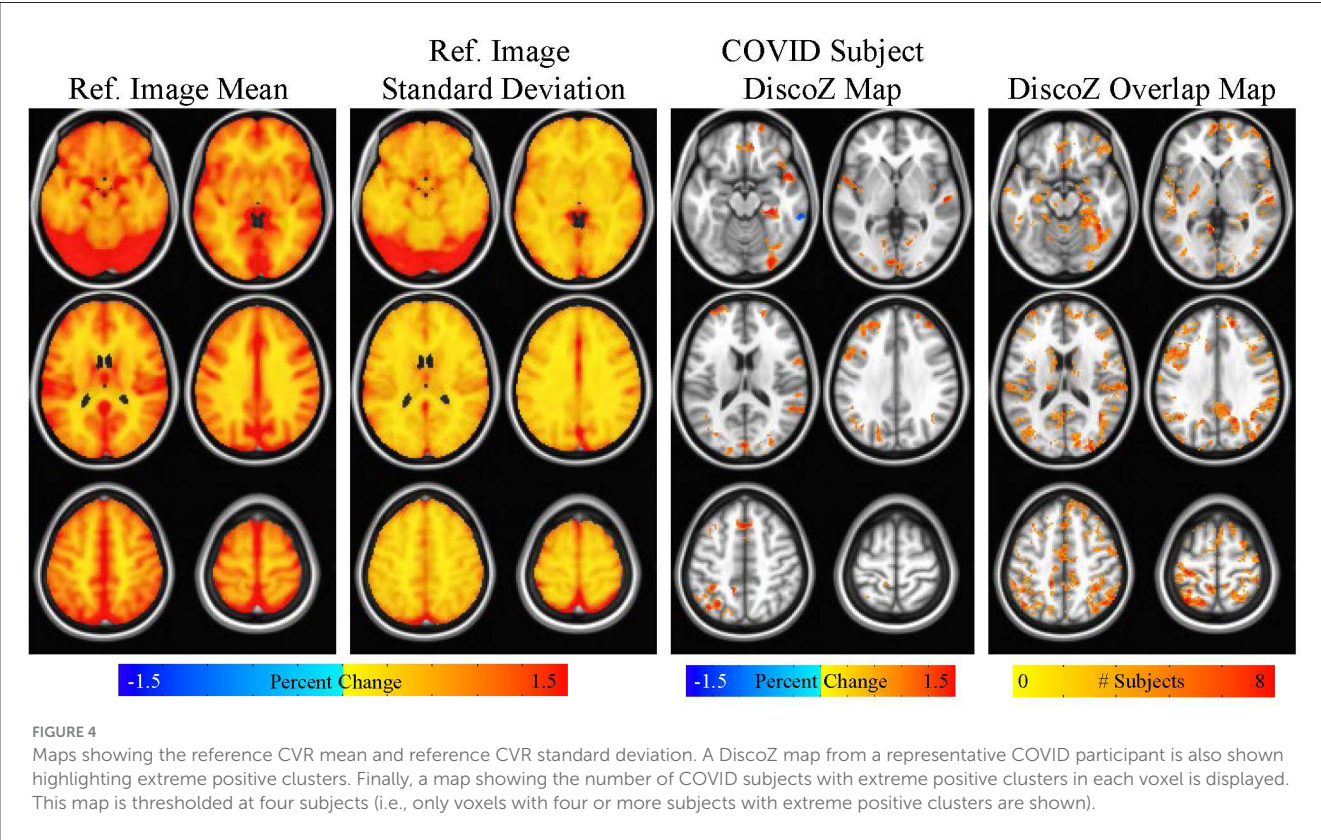 Ref. Image Mean
Ref. Image
Standard Deviation
COVID Subject
DiscoZ Map
DiscoZ Overlap Map
-1.5 Percent Change 1.5
-1.5 Percent Change 1.5
0 # Subjects 8
FIGURE 4
Maps showing the reference CVR mean and reference CVR standard deviation. A DiscoZ map from a representative COVID participant is also shown
highlighting extreme positive clusters. Finally, a map showing the number of COVID subjects with extreme positive clusters in each voxel is displayed.
This map is thresholded at four subjects (i.e., only voxels with four or more subjects with extreme positive clusters are shown).